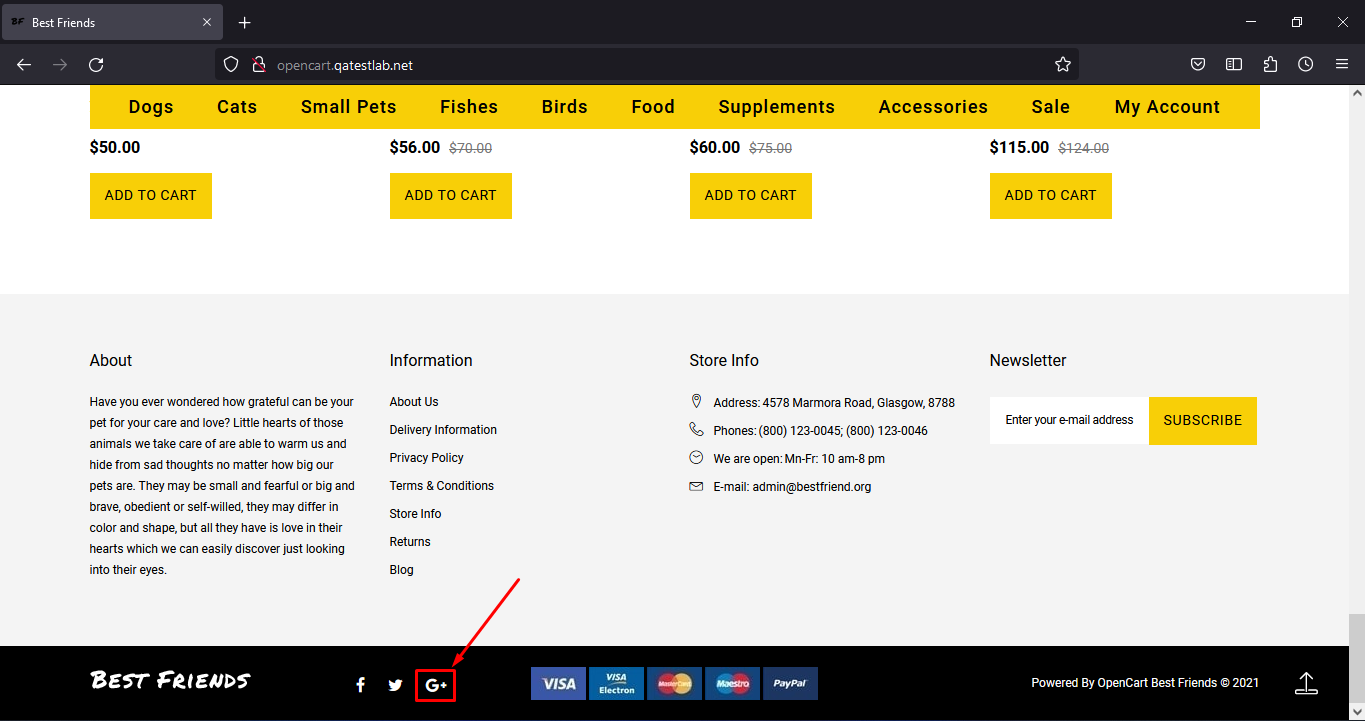 BF Best Friends
opencart.qatestlab.net
Dogs Cats Small Pets Fishes Birds Food Supplements Accessories Sale My Account
$50.00 $56.00 $70.00 $60.00 $75.00 $115.00 $124.00
ADD TO CART ADD TO CART ADD TO CART ADD TO CART
About
Have you ever wondered how grateful can be your
pet for your care and love? Little hearts of those
animals we take care of are able to warm us and
hide from sad thoughts no matter how big our
pets are. They may be small and fearful or big and
brave, obedient or self-willed, they may differ in
color and shape, but all they have is love in their
hearts which we can easily discover just looking
into their eyes.
Information
About Us
Delivery Information
Privacy Policy
Terms & Conditions
Store Info
Returns
Blog
Store Info
Address: 4578 Marmora Road, Glasgow, 8788
Phones: (800) 123-0045; (800) 123-0046
We are open: Mn-Fr: 10 am-8 pm
E-mail: admin@bestfriend.org
Newsletter
Enter your e-mail address SUBSCRIBE
Best Friends G+ VISA VISA Electron MasterCard Maestro PayPal Powered By OpenCart Best Friends © 2021